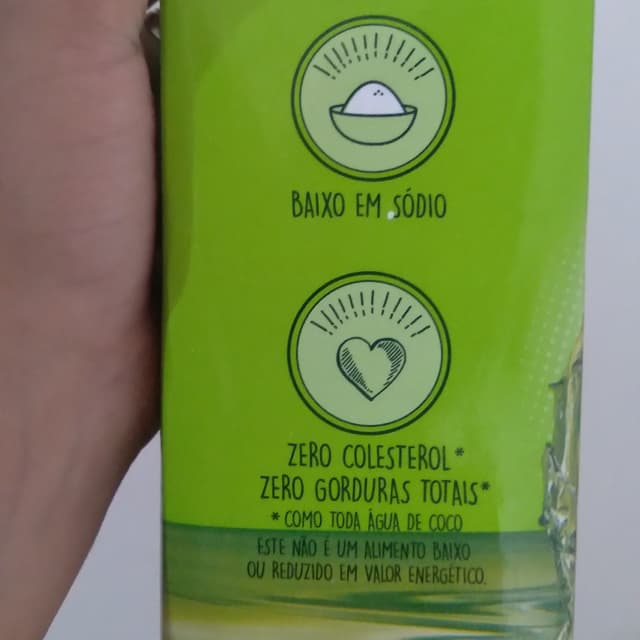 BAIXO EM SÓDIO
ZERO COLESTEROL*
ZERO GORDURAS TOTAIS*
*COMO TODA ÁGUA DE COCO
ESTE NÃO É UM ALIMENTO BAIXO
OU REDUZIDO EM VALOR ENERGÉTICO.